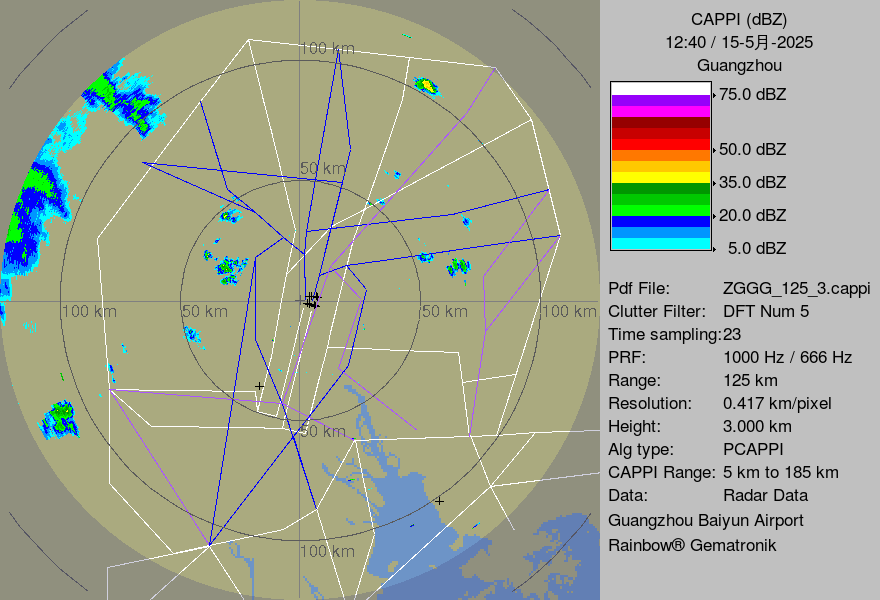 CAPPI (dBZ)
12:40 / 15-5月-2025
Guangzhou
75.0 dBZ
50.0 dBZ
35.0 dBZ
20.0 dBZ
5.0 dBZ
Pdf File: ZGGG_125_3.cappi
Clutter Filter: DFT Num 5
Time sampling:23
PRF: 1000 Hz / 666 Hz
Range: 125 km
Resolution: 0.417 km/pixel
Height: 3.000 km
Alg type: PCAPPI
CAPPI Range: 5 km to 185 km
Data: Radar Data
Guangzhou Baiyun Airport
Rainbow® Gematronik
100 km
50 km
100 km 50 km 50 km 100 km
50 km
100 km